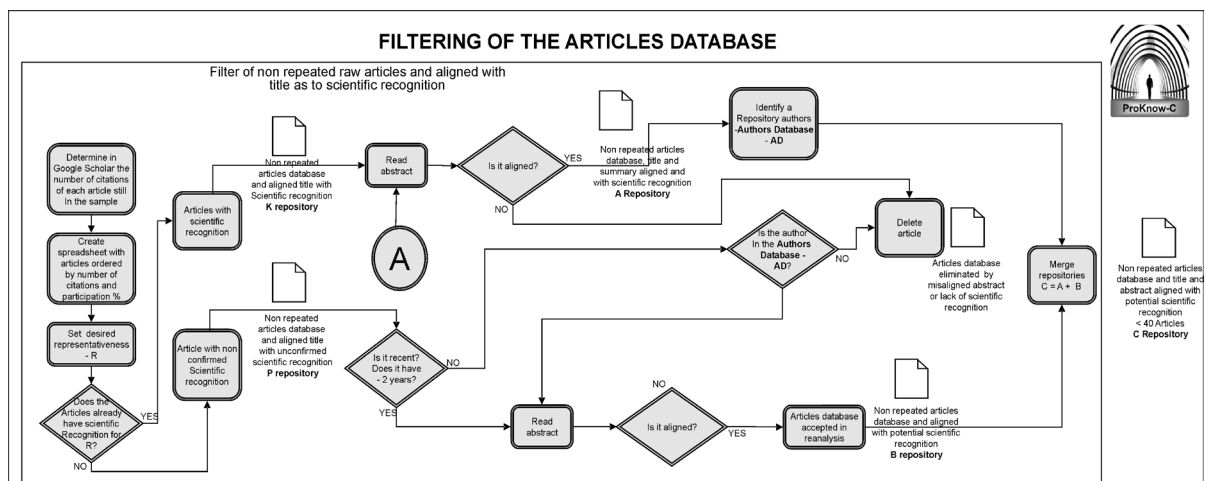 FILTERING OF THE ARTICLES DATABASE
ProKnow-C
Filter of non repeated raw articles and aligned with
title as to scientific recognition
Determine in
Google Scholar the
number of citations
of each article still
In the sample
Create
spreadsheet with
articles ordered
by number of
citations and
participation %
Set desired
representativeness
- R
Does the
Articles already
have scientific
Recognition for
R?
YES
NO
Articles with
scientific
recognition
Non repeated
articles database
and aligned title with
Scientific recognition
K repository
Read
abstract
A
Is it aligned?
YES
NO
Non repeated articles
database, title and
summary aligned and
with scientific recognition
A Repository
Identify a
Repository authors
-Authors Database
- AD
Article with non
confirmed
Scientific
recognition
Non repeated
articles database
and aligned title
with unconfirmed
scientific recognition
P repository
Is it recent?
Does it have
- 2 years?
NO
YES
Is the author
In the Authors
Database -
AD?
NO
Delete
article
Articles database
eliminated by
misaligned abstract
or lack of scientific
recognition
Read
abstract
NO
Is it aligned?
YES
Articles database
accepted in
reanalysis
Non repeated articles
database and aligned
with potential scientific
recognition
B repository
Merge
repositories
C = A + B
Non repeated articles
database and title and
abstract aligned with
potential scientific
recognition
< 40 Articles
C Repository